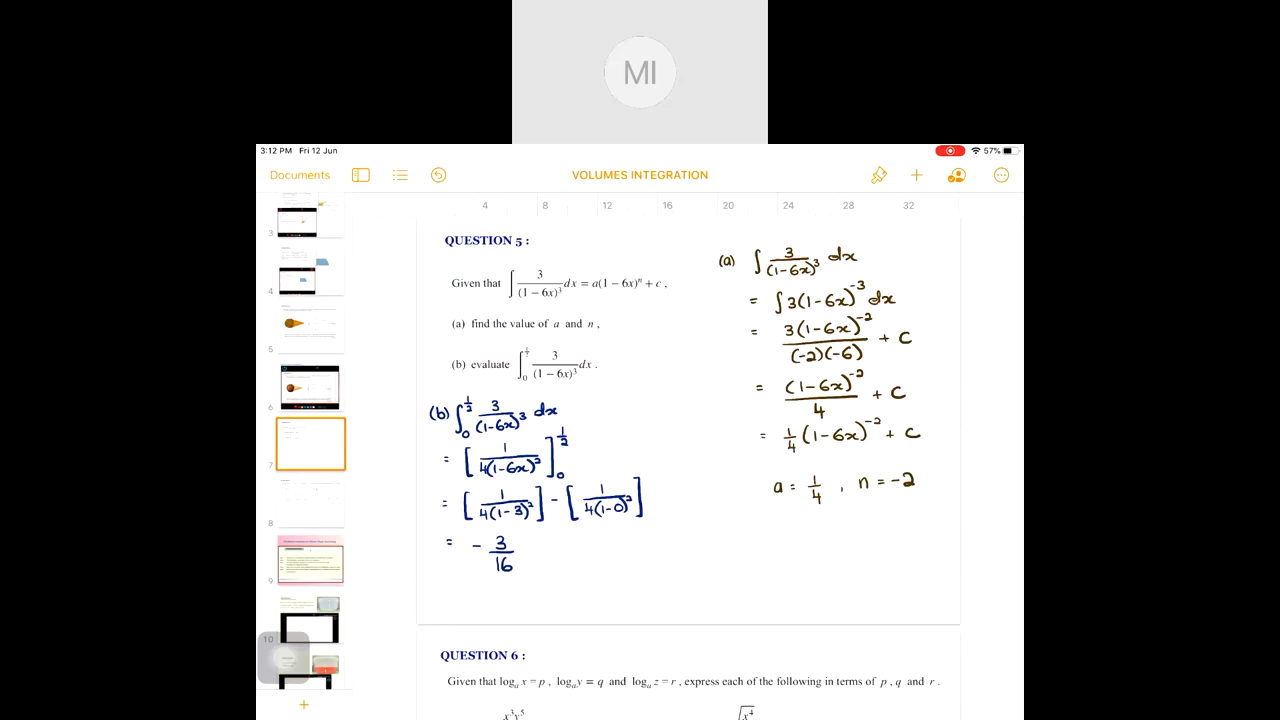 MI
3:12 PM Fri 12 Jun
57%
Documents
VOLUMES INTEGRATION
4 8 12 16 20 24 28 32
3
4
5
6
7
8
9
10
QUESTION 5 :
Given that ∫ 3/(1 − 6x)³ dx = a(1 − 6x)ⁿ + c ,
(a) find the value of a and n ,
(b) evaluate ∫₀^(1/2) 3/(1 − 6x)³ dx .
(b) ∫₀^(1/2) 3/(1-6x)³ dx
= [ 1/4(1-6x)² ]₀^(1/2)
= [ 1/4(1-3)² ] - [ 1/4(1-0)² ]
= - 3/16
(a) ∫ 3/(1-6x)³ dx
= ∫ 3(1-6x)⁻³ dx
= 3(1-6x)⁻²/(-2)(-6) + c
= (1-6x)⁻²/4 + c
= 1/4 (1-6x)⁻² + c
a = 1/4 , n = -2
QUESTION 6 :
Given that logₐ x = p , logₐ y = q and logₐ z = r , express each of the following in terms of p , q and r .
x³y⁵
√x⁴